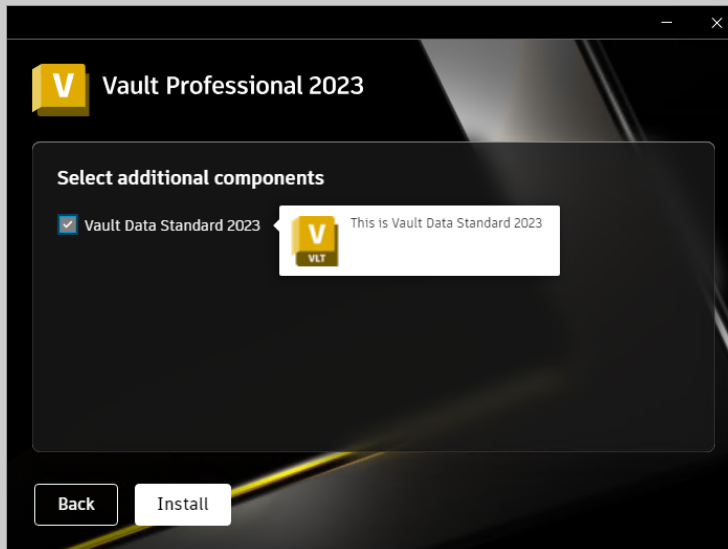 V Vault Professional 2023
Select additional components
Vault Data Standard 2023
V
VLT
This is Vault Data Standard 2023
Back
Install